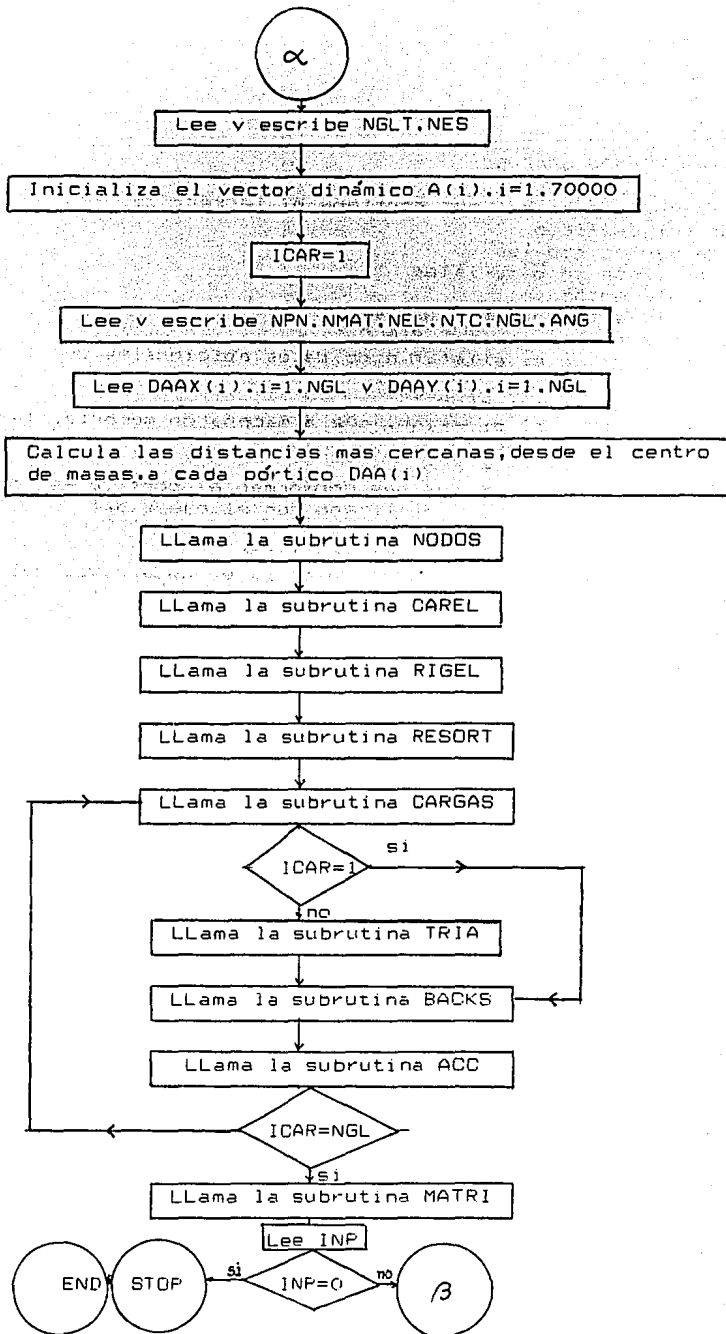 α
Lee v escribe NGLT.NES
Inicializa el vector dinámico A(i).i=1.70000
ICAR=1
Lee v escribe NPN.NMAT.NEL.NTC.NGL.ANG
Lee DAAX(i).i=1.NGL v DAAY(i).i=1.NGL
Calcula las distancias mas cercanas,desde el centro
de masas.a cada pórtico DAA(i)
LLama la subrutina NODOS
LLama la subrutina CAREL
LLama la subrutina RIGEL
LLama la subrutina RESORT
LLama la subrutina CARGAS
si
ICAR=1
no
LLama la subrutina TRIA
LLama la subrutina BACKS
LLama la subrutina ACC
ICAR=NGL
si
LLama la subrutina MATRI
Lee INP
END STOP si INP=0 no β